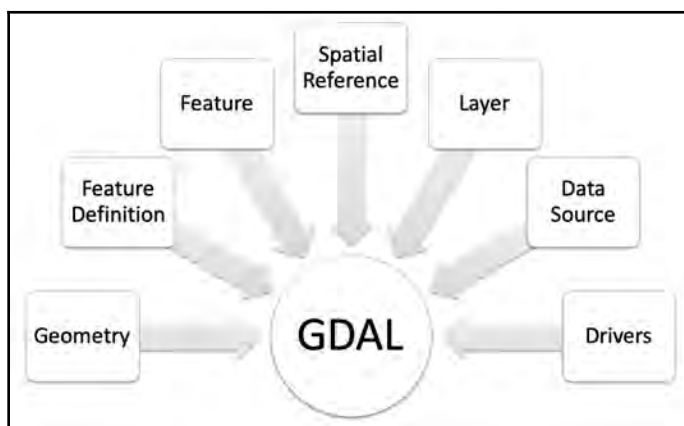 Spatial
Reference
Feature
Layer
Feature
Definition
Data
Source
Geometry
GDAL
Drivers